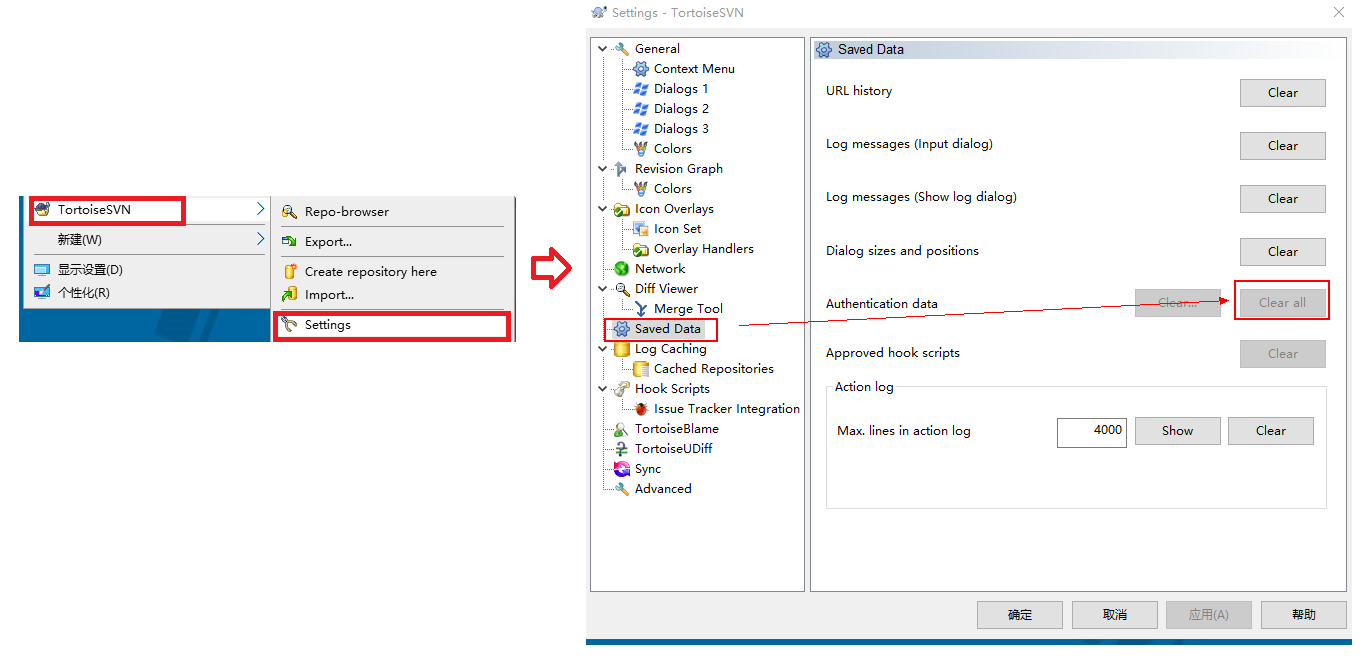 TortoiseSVN
新建(W)
显示设置(D)
个性化(R)
Repo-browser
Export...
Create repository here
Import...
Settings
Settings - TortoiseSVN
General
Context Menu
Dialogs 1
Dialogs 2
Dialogs 3
Colors
Revision Graph
Colors
Icon Overlays
Icon Set
Overlay Handlers
Network
Diff Viewer
Merge Tool
Saved Data
Log Caching
Cached Repositories
Hook Scripts
Issue Tracker Integration
TortoiseBlame
TortoiseUDiff
Sync
Advanced
Saved Data
URL history Clear
Log messages (Input dialog) Clear
Log messages (Show log dialog) Clear
Dialog sizes and positions Clear
Authentication data Clear... Clear all
Approved hook scripts Clear
Action log
Max. lines in action log 4000 Show Clear
确定 取消 应用(A) 帮助